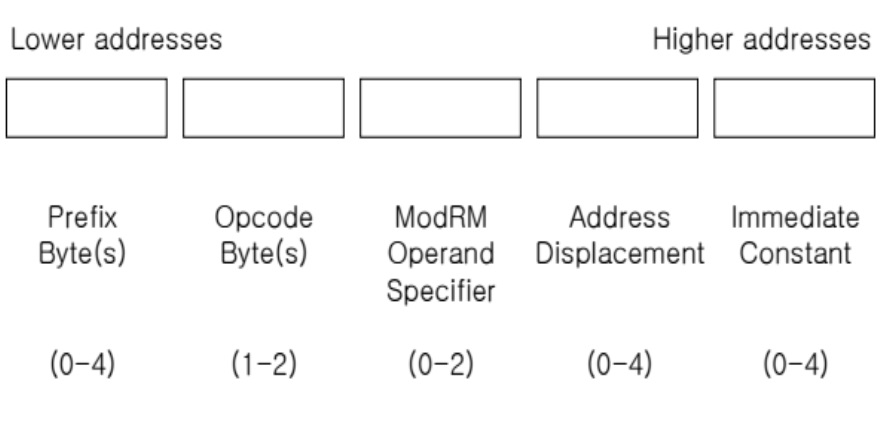 Lower addresses Higher addresses
Prefix Opcode ModRM Address Immediate
Byte(s) Byte(s) Operand Displacement Constant
Specifier
(0-4) (1-2) (0-2) (0-4) (0-4)